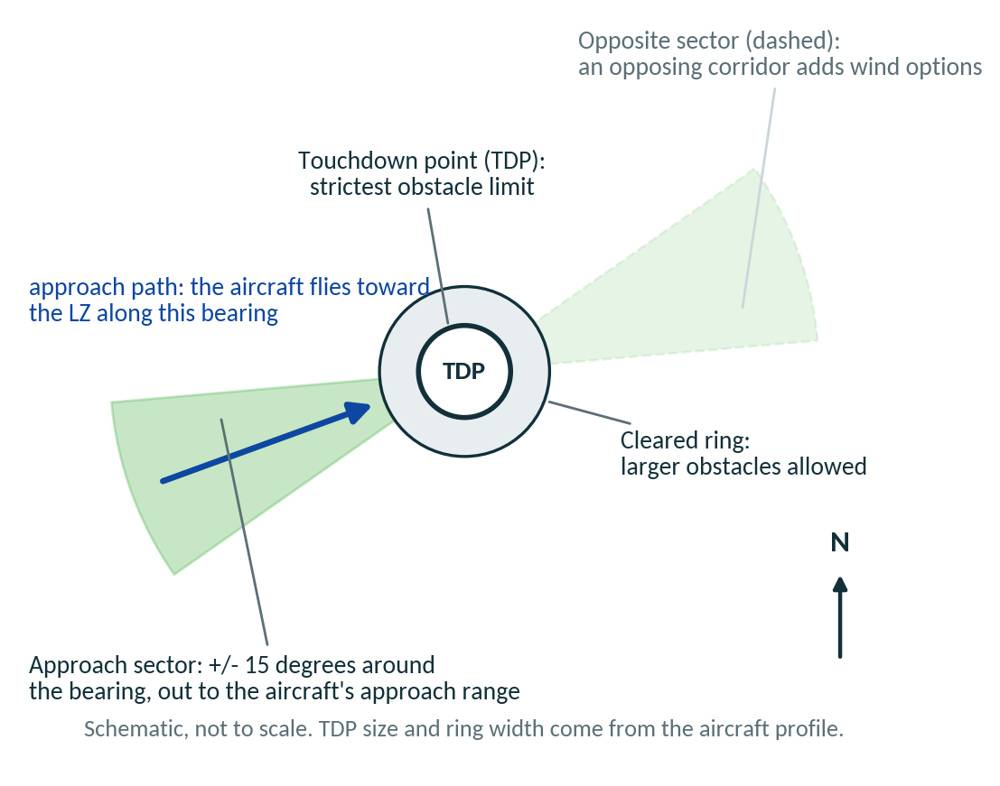 Opposite sector (dashed):
an opposing corridor adds wind options
Touchdown point (TDP):
strictest obstacle limit
approach path: the aircraft flies toward
the LZ along this bearing
TDP
Cleared ring:
larger obstacles allowed
N
Approach sector: +/- 15 degrees around
the bearing, out to the aircraft's approach range
Schematic, not to scale. TDP size and ring width come from the aircraft profile.